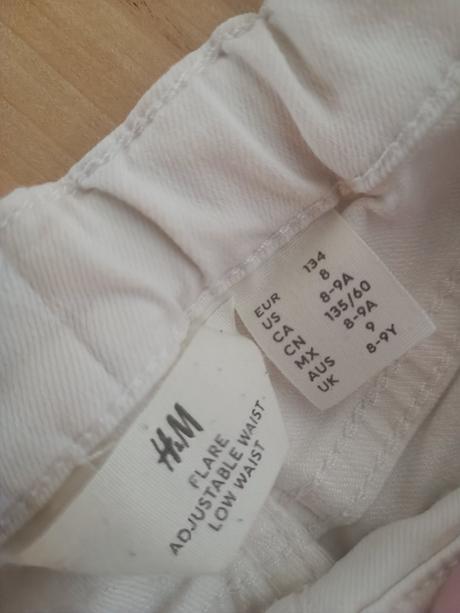 H&M
FLARE
ADJUSTABLE WAIST
LOW WAIST
EUR 134
US 8
CA 8-9A
CN 135/60
MX 8-9A
AUS 9
UK 8-9Y